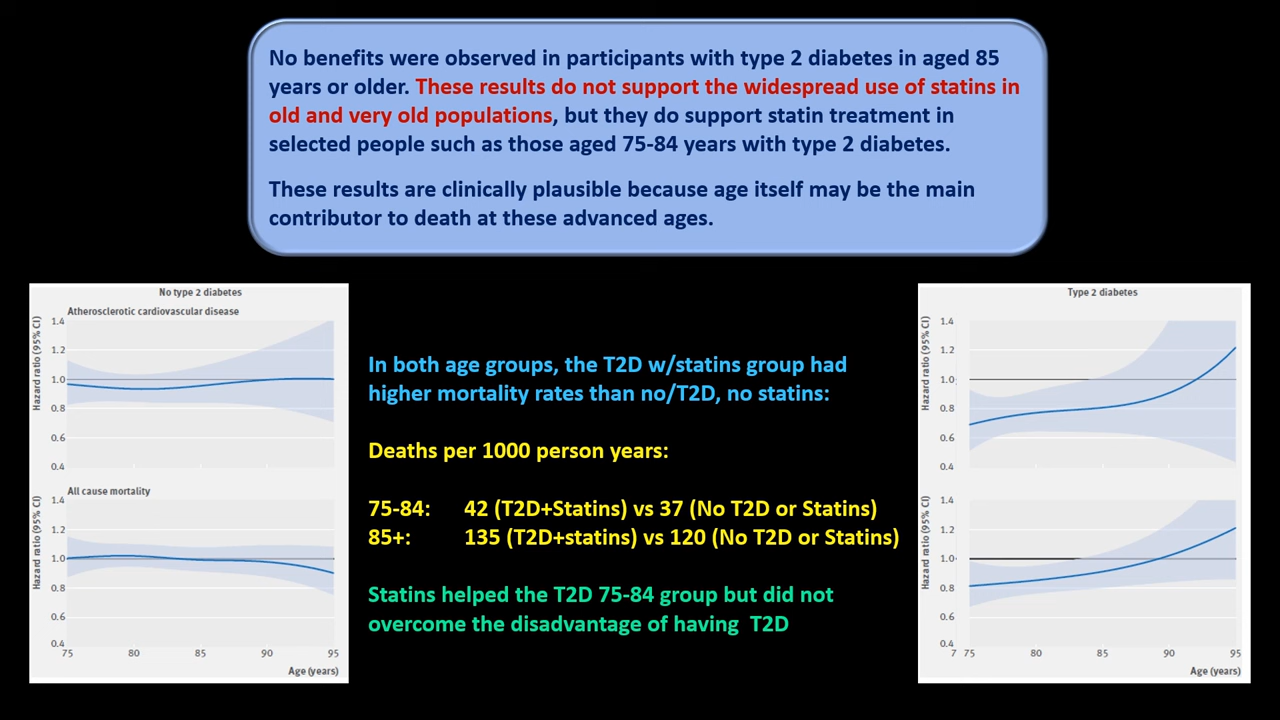 No benefits were observed in participants with type 2 diabetes in aged 85
years or older. These results do not support the widespread use of statins in
old and very old populations, but they do support statin treatment in
selected people such as those aged 75-84 years with type 2 diabetes.
These results are clinically plausible because age itself may be the main
contributor to death at these advanced ages.
No type 2 diabetes
Atherosclerotic cardiovascular disease
Hazard ratio (95% CI)
1.4
1.2
1.0
0.8
0.6
0.4
All cause mortality
Hazard ratio (95% CI)
1.4
1.2
1.0
0.8
0.6
0.4
75 80 85 90 95
Age (years)
In both age groups, the T2D w/statins group had
higher mortality rates than no/T2D, no statins:
Deaths per 1000 person years:
75-84: 42 (T2D+Statins) vs 37 (No T2D or Statins)
85+: 135 (T2D+statins) vs 120 (No T2D or Statins)
Statins helped the T2D 75-84 group but did not
overcome the disadvantage of having T2D
Type 2 diabetes
Hazard ratio (95% CI)
1.4
1.2
1.0
0.8
0.6
0.4
Hazard ratio (95% CI)
1.4
1.2
1.0
0.8
0.6
0.4
7 75 80 85 90 95
Age (years)